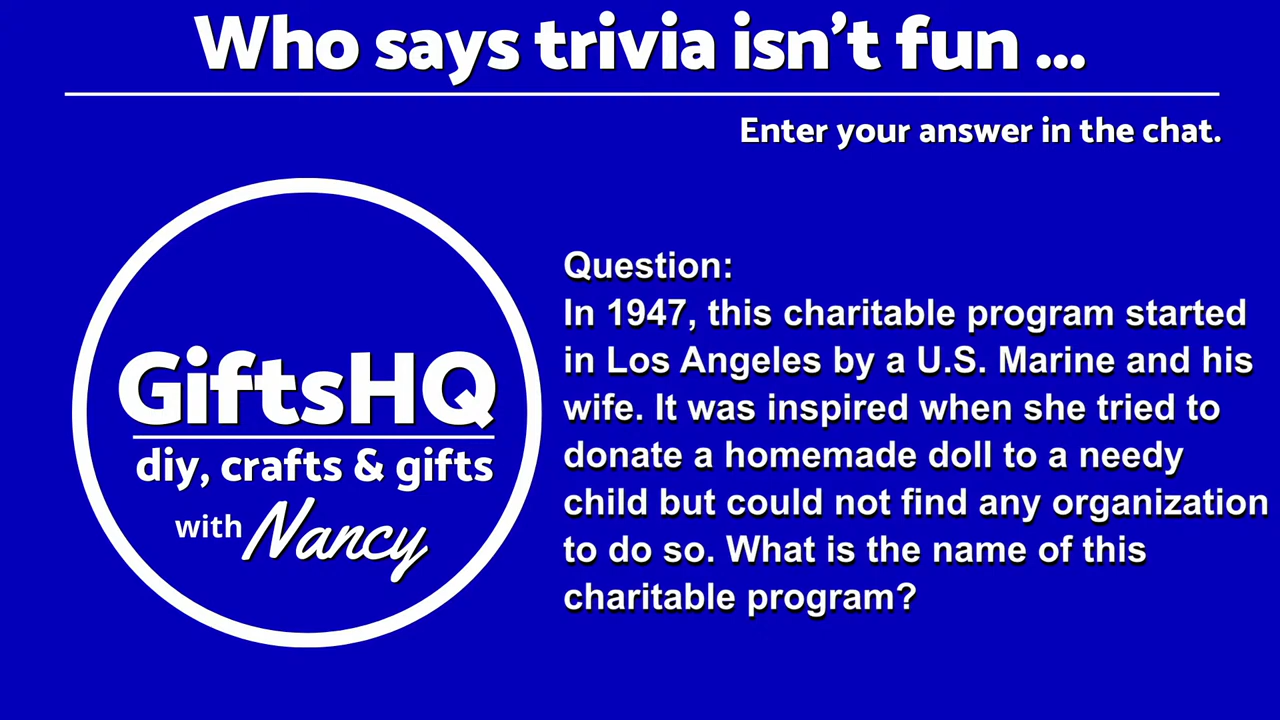 Who says trivia isn't fun ...
Enter your answer in the chat.
GiftsHQ
diy, crafts & gifts
with Nancy
Question:
In 1947, this charitable program started
in Los Angeles by a U.S. Marine and his
wife. It was inspired when she tried to
donate a homemade doll to a needy
child but could not find any organization
to do so. What is the name of this
charitable program?